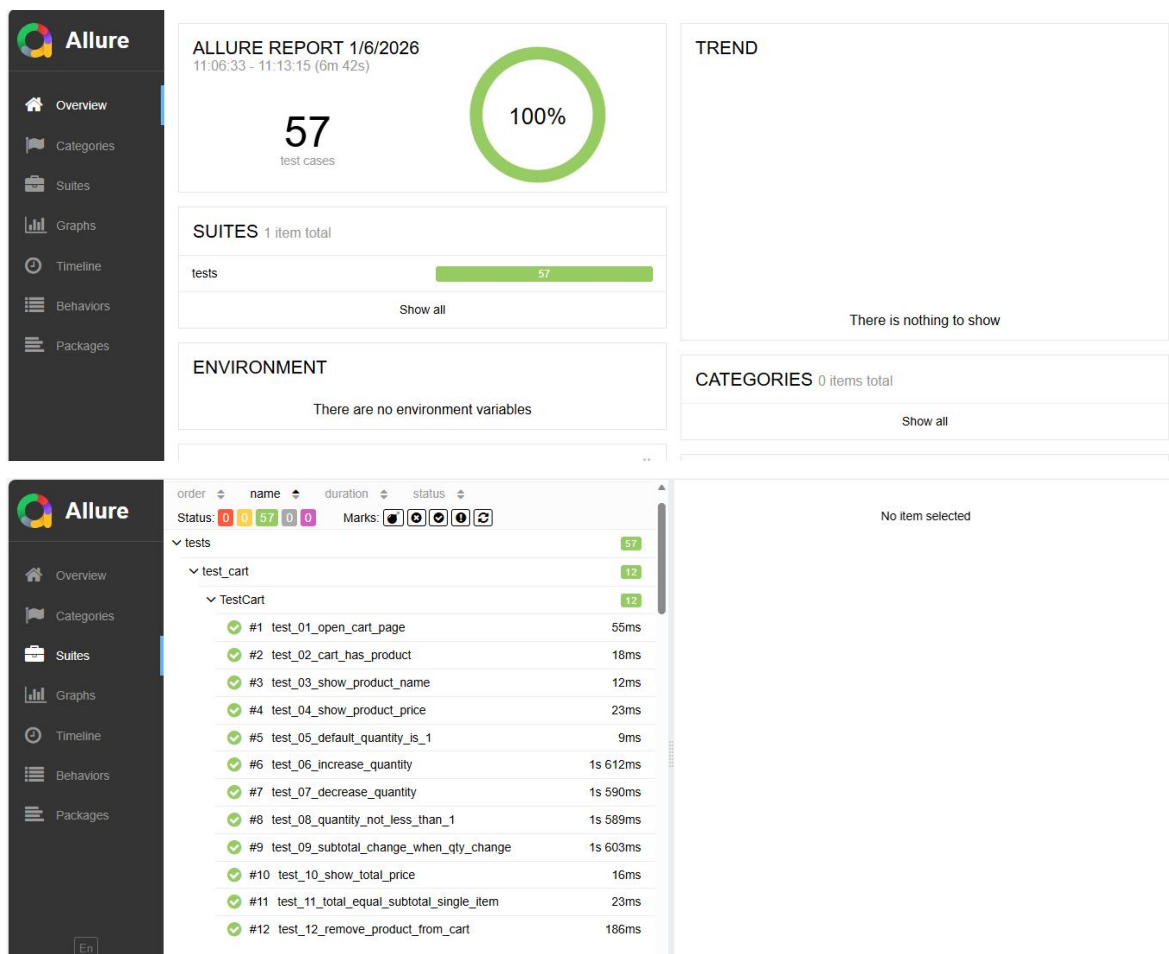 Allure
Overview
Categories
Suites
Graphs
Timeline
Behaviors
Packages
ALLURE REPORT 1/6/2026
11:06:33 - 11:13:15 (6m 42s)
57
test cases
100%
SUITES 1 item total
tests 57
Show all
ENVIRONMENT
There are no environment variables
TREND
There is nothing to show
CATEGORIES 0 items total
Show all
Allure
Overview
Categories
Suites
Graphs
Timeline
Behaviors
Packages
En
order name duration status
Status: 0 0 57 0 0 Marks:
tests 57
test_cart 12
TestCart 12
#1 test_01_open_cart_page 55ms
#2 test_02_cart_has_product 18ms
#3 test_03_show_product_name 12ms
#4 test_04_show_product_price 23ms
#5 test_05_default_quantity_is_1 9ms
#6 test_06_increase_quantity 1s 612ms
#7 test_07_decrease_quantity 1s 590ms
#8 test_08_quantity_not_less_than_1 1s 589ms
#9 test_09_subtotal_change_when_qty_change 1s 603ms
#10 test_10_show_total_price 16ms
#11 test_11_total_equal_subtotal_single_item 23ms
#12 test_12_remove_product_from_cart 186ms
No item selected